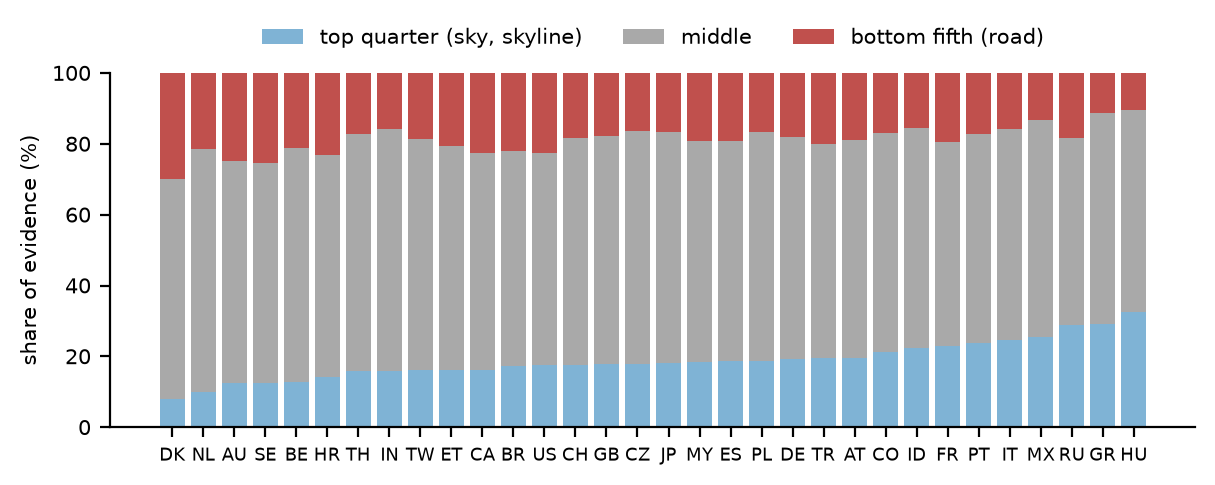 top quarter (sky, skyline) middle bottom fifth (road)
share of evidence (%)
100
80
60
40
20
0
DK NL AU SE BE HR TH IN TW ET CA BR US CH GB CZ JP MY ES PL DE TR AT CO ID FR PT IT MX RU GR HU